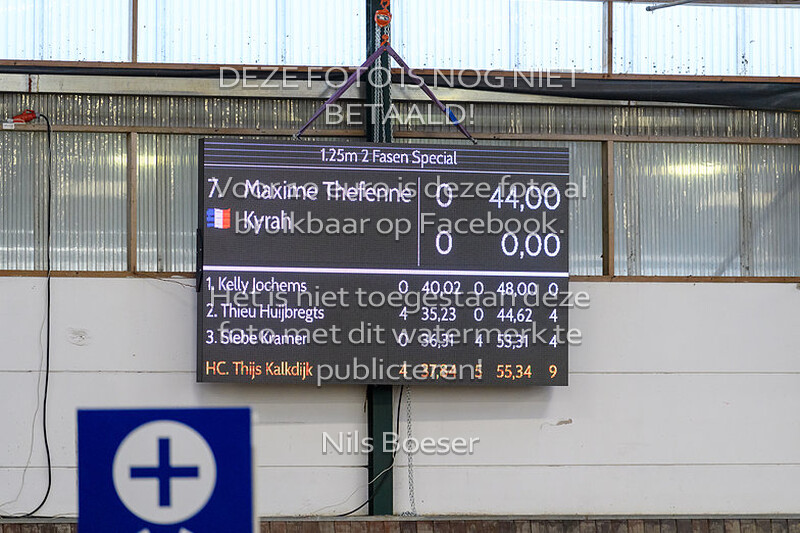 DEZE FOTO IS NOG NIET
BETAALD!
1.25m 2 Fasen Special
7. Maxime Thefenne 0 44,00
Kyrah 0 0,00
Voor is deze foto al
boekbaar op Facebook.
1. Kelly Jochems 0 40,02 0 48,00 0
Het is niet toegestaan deze
2. Thieu Huijbregts 4 35,23 0 44,62 4
foto met dit watermerk te
3. Siebe Kramer 0 36,31 4 55,31 4
publiceren!
HC. Thijs Kalkdijk 4 37,84 5 55,34 9
Nils Boeser